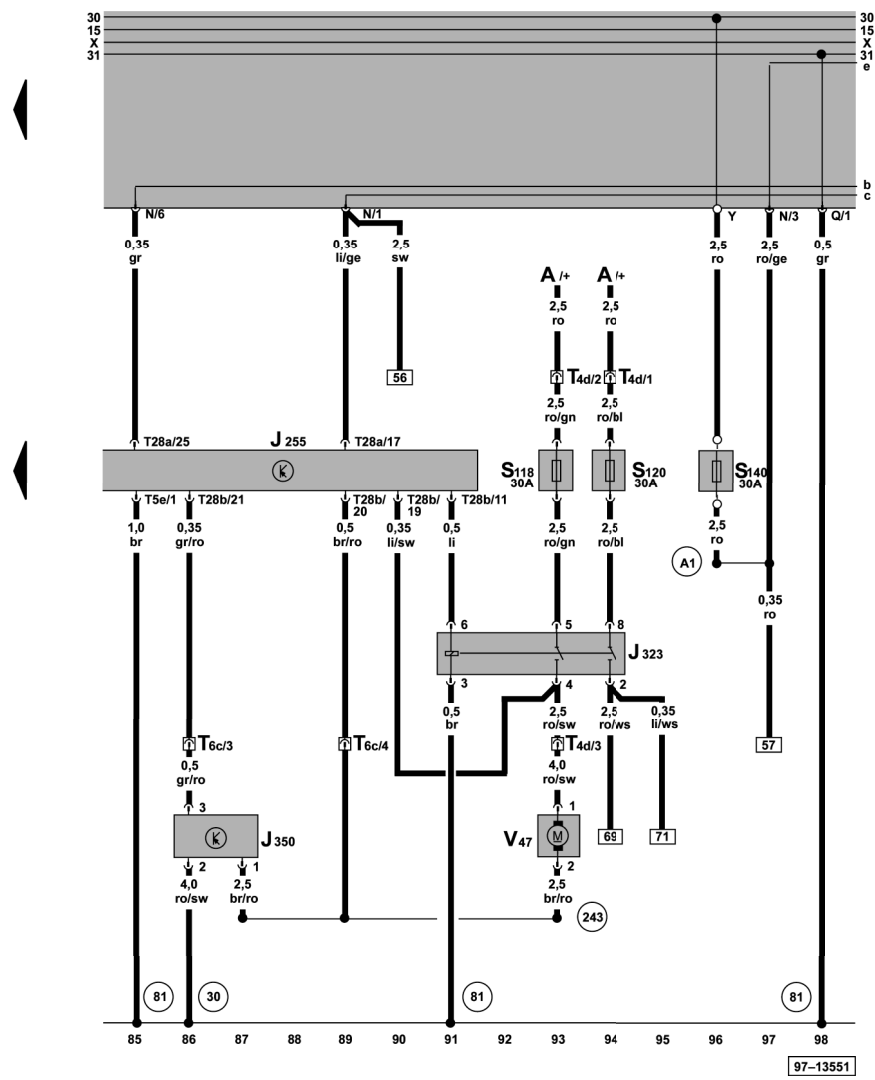 30 30
15 15
X X
31 31
e
b
c
N/6 N/1 Y N/3 Q/1
0,35 0,35 2,5 2,5 2,5 0,5
gr li/ge sw ro ro/ge gr
A /+ A /+
2,5 2,5
ro ro
56 T4d/2 T4d/1
2,5 2,5
ro/gn ro/bl
T28a/25 J 255 T28a/17
S118 S120 S140
30A 30A 30A
T5e/1 T28b/21 T28b/ T28b/ T28b/11
20 19
1,0 0,35 0,5 0,35 0,5 2,5 2,5 2,5
br gr/ro br/ro li/sw li ro/gn ro/bl ro
A1
0,35
ro
6 5 8
J 323
3 4 2
0,5 2,5 2,5 0,35
br ro/sw ro/ws li/ws
T6c/3 T6c/4 T4d/3 57
0,5 4,0
gr/ro ro/sw
3 1
J 350 V 47 M 69 71
2 1 2
4,0 2,5 2,5
ro/sw br/ro br/ro
243
81 30 81 81
85 86 87 88 89 90 91 92 93 94 95 96 97 98
97–13551